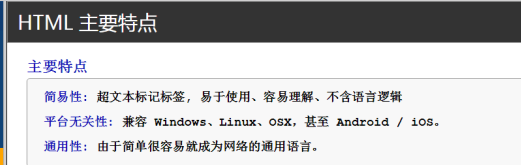 HTML 主要特点
主要特点
简易性：超文本标记标签，易于使用、容易理解、不含语言逻辑
平台无关性：兼容 Windows、Linux、OSX，甚至 Android / iOS。
通用性：由于简单很容易就成为网络的通用语言。